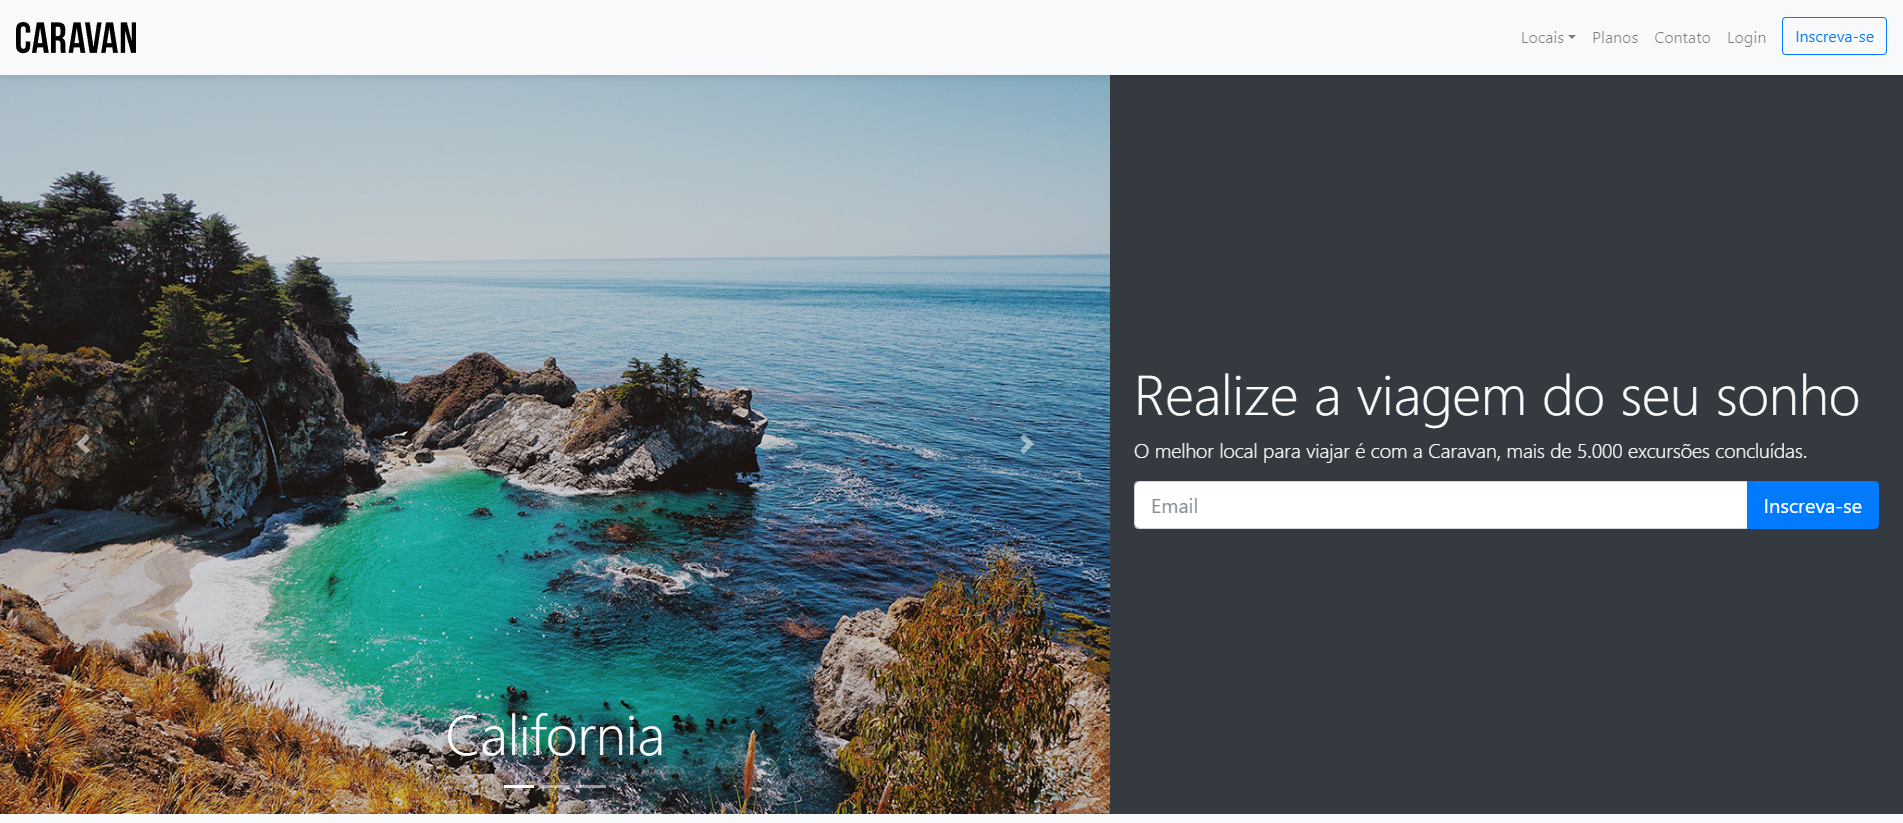 CARAVAN
Locais Planos Contato Login Inscreva-se
Realize a viagem do seu sonho
O melhor local para viajar é com a Caravan, mais de 5.000 excursões concluídas.
Email Inscreva-se
California